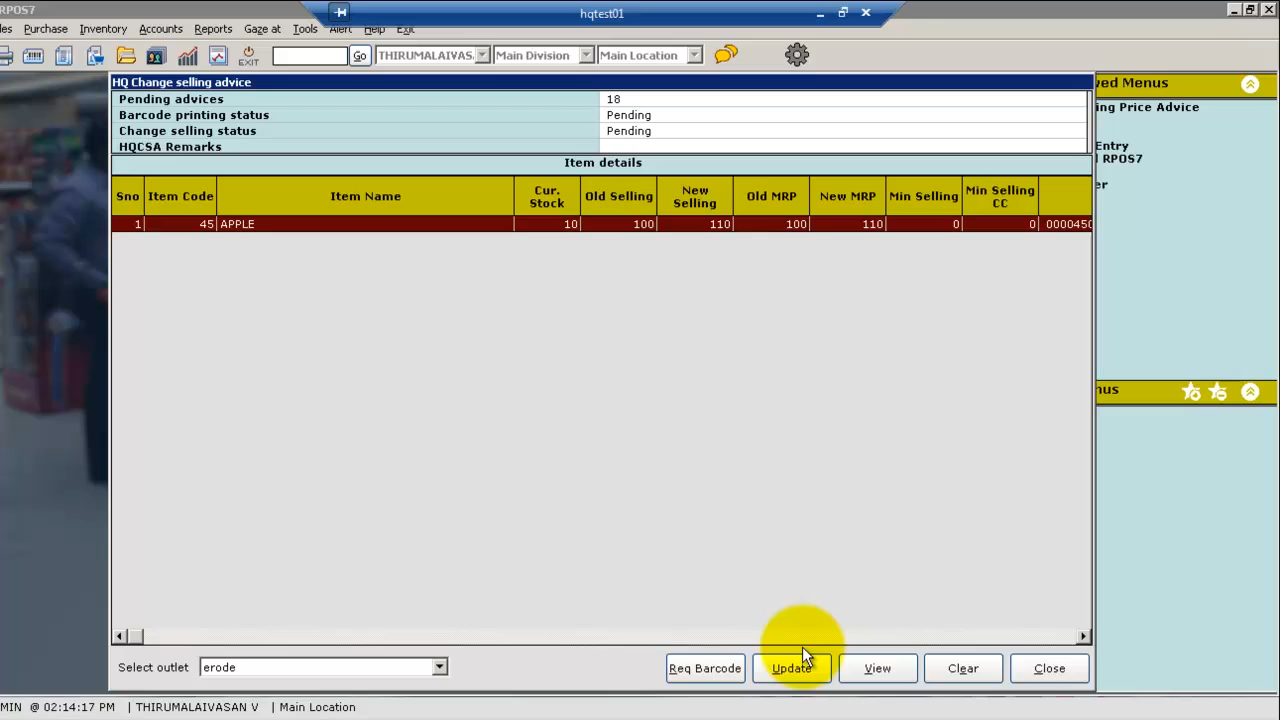 RPOS7
hqtest01
les Purchase Inventory Accounts Reports Gaze at Tools Alert Help Exit
EXIT Go THIRUMALAIVAS. Main Division Main Location
HQ Change selling advice
ved Menus
Pending advices 18
ing Price Advice
Barcode printing status Pending
Change selling status Pending
HQCSA Remarks
Entry
d RPOS7
er
Item details
Sno Item Code Item Name Cur. Stock Old Selling New Selling Old MRP New MRP Min Selling Min Selling CC
1 45 APPLE 10 100 110 100 110 0 0 0000450
nus
Select outlet erode Req Barcode Update View Clear Close
MIN @ 02:14:17 PM | THIRUMALAIVASAN V | Main Location